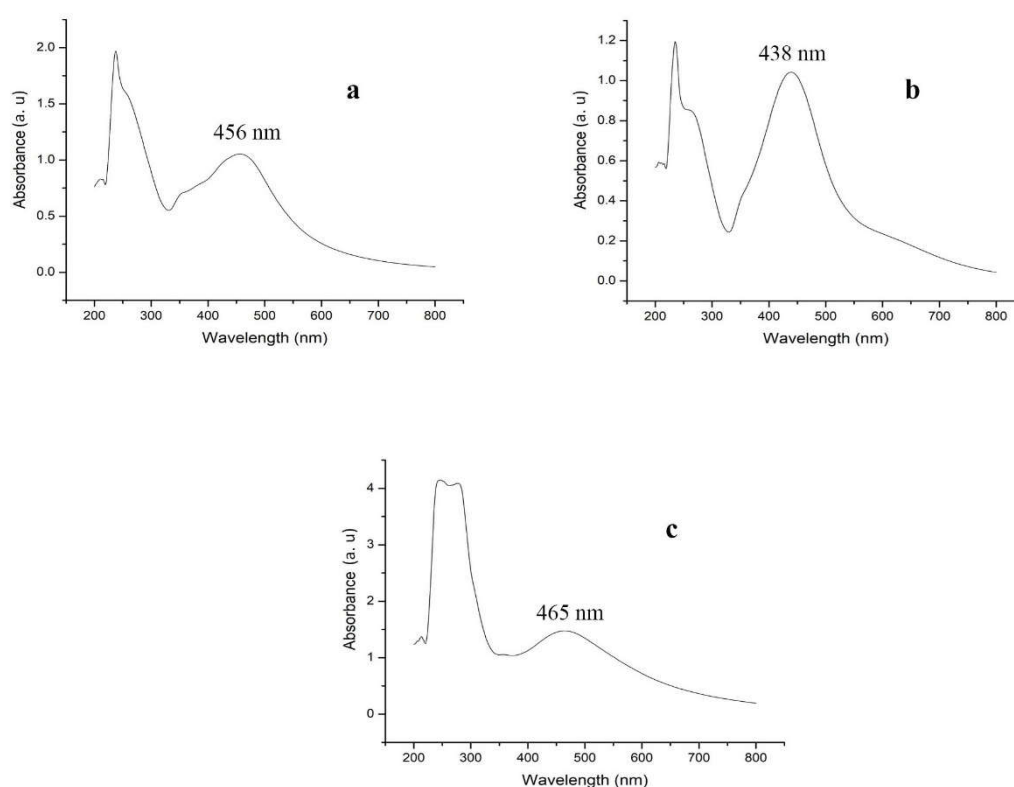 a
456 nm
Absorbance (a. u)
2.0
1.5
1.0
0.5
0.0
200 300 400 500 600 700 800
Wavelength (nm)
b
438 nm
Absorbance (a. u)
1.2
1.0
0.8
0.6
0.4
0.2
0.0
200 300 400 500 600 700 800
Wavelength (nm)
c
465 nm
Absorbance (a. u)
4
3
2
1
0
200 300 400 500 600 700 800
Wavelength (nm)